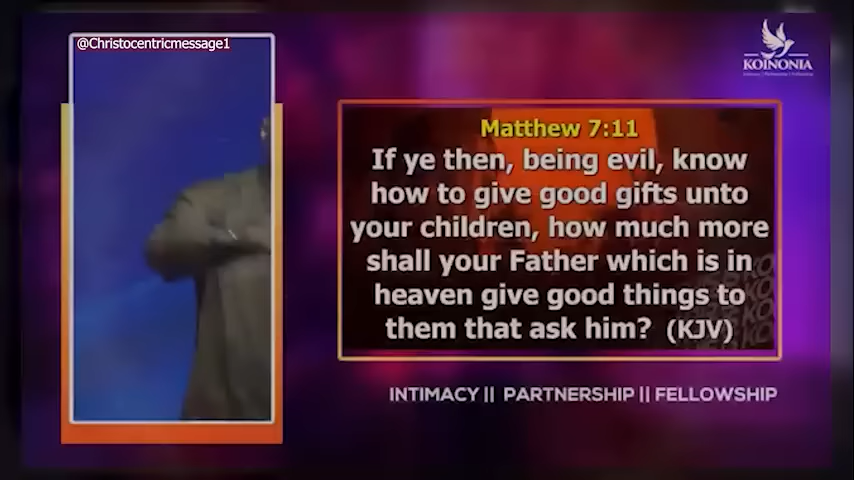 @Christocentricmessage1
KOINONIA
Matthew 7:11
If ye then, being evil, know
how to give good gifts unto
your children, how much more
shall your Father which is in
heaven give good things to
them that ask him? (KJV)
INTIMACY || PARTNERSHIP || FELLOWSHIP